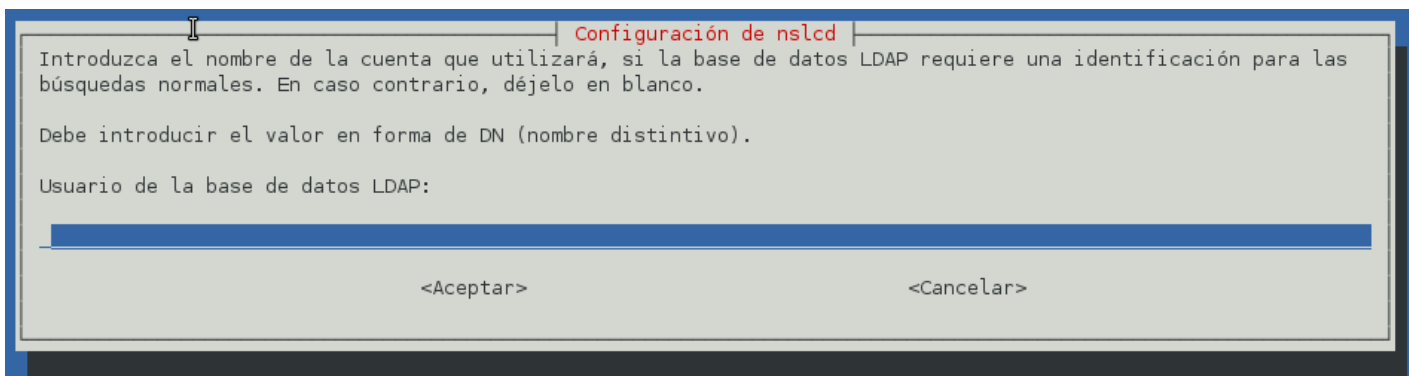 Configuración de nslcd
Introduzca el nombre de la cuenta que utilizará, si la base de datos LDAP requiere una identificación para las
búsquedas normales. En caso contrario, déjelo en blanco.
Debe introducir el valor en forma de DN (nombre distintivo).
Usuario de la base de datos LDAP:
<Aceptar> <Cancelar>